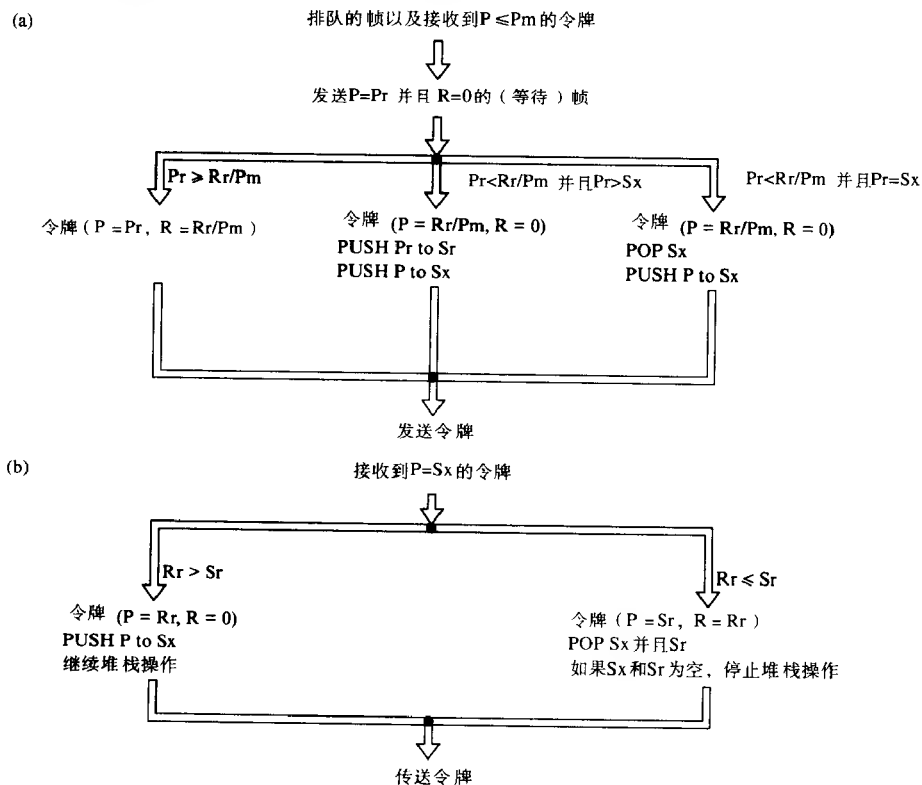 (a)
排队的帧以及接收到P≤Pm的令牌
发送P=Pr 并且 R=0的（等待）帧
Pr ≥ Rr/Pm
Pr<Rr/Pm 并且Pr>Sx
Pr<Rr/Pm 并且Pr=Sx
令牌（P =Pr, R =Rr/Pm）
令牌 (P = Rr/Pm, R = 0)
PUSH Pr to Sr
PUSH P to Sx
令牌 (P = Rr/Pm, R = 0)
POP Sx
PUSH P to Sx
发送令牌
(b)
接收到P=Sx的令牌
Rr > Sr
Rr ≤ Sr
令牌 (P = Rr, R = 0)
PUSH P to Sx
继续堆栈操作
令牌（P =Sr, R =Rr）
POP Sx并且Sr
如果Sx和Sr为空，停止堆栈操作
传送令牌